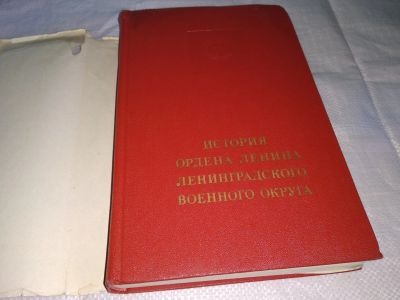 ИСТОРИЯ
ОРДЕНА ЛЕНИНА
ЛЕНИНГРАДСКОГО
ВОЕННОГО ОКРУГА